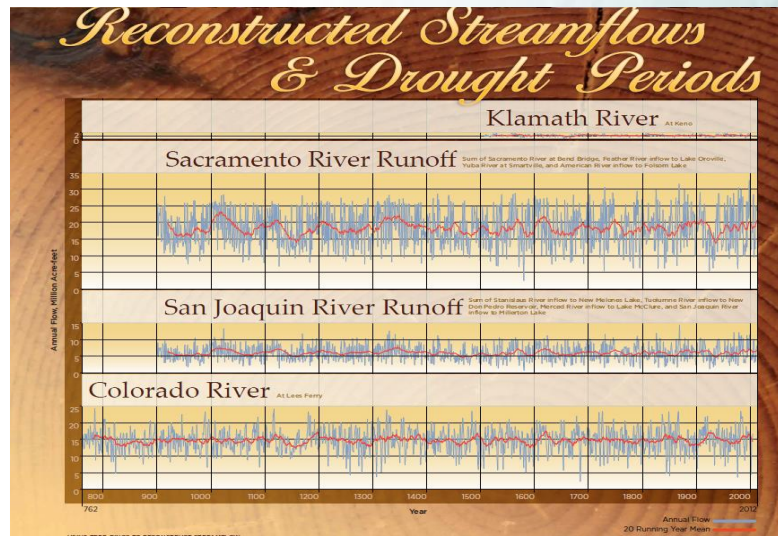 Reconstructed Streamflows
& Drought Periods
Klamath River At Keno
2
0
Sacramento River Runoff Sum of Sacramento River at Bend Bridge, Feather River inflow to Lake Oroville,
Yuba River at Smartville, and American River inflow to Folsom Lake
35
30
25
20
15
10
5
0
Annual Flow, Million Acre-feet
San Joaquin River Runoff Sum of Stanislaus River inflow to New Melones Lake, Tuolumne River inflow to New
Don Pedro Reservoir, Merced River inflow to Lake McClure, and San Joaquin River
inflow to Millerton Lake
15
10
5
0
Colorado River At Lees Ferry
25
20
15
10
5
0
800 900 1000 1100 1200 1300 1400 1500 1600 1700 1800 1900 2000
762 Year 2012
Annual Flow
20 Running Year Mean